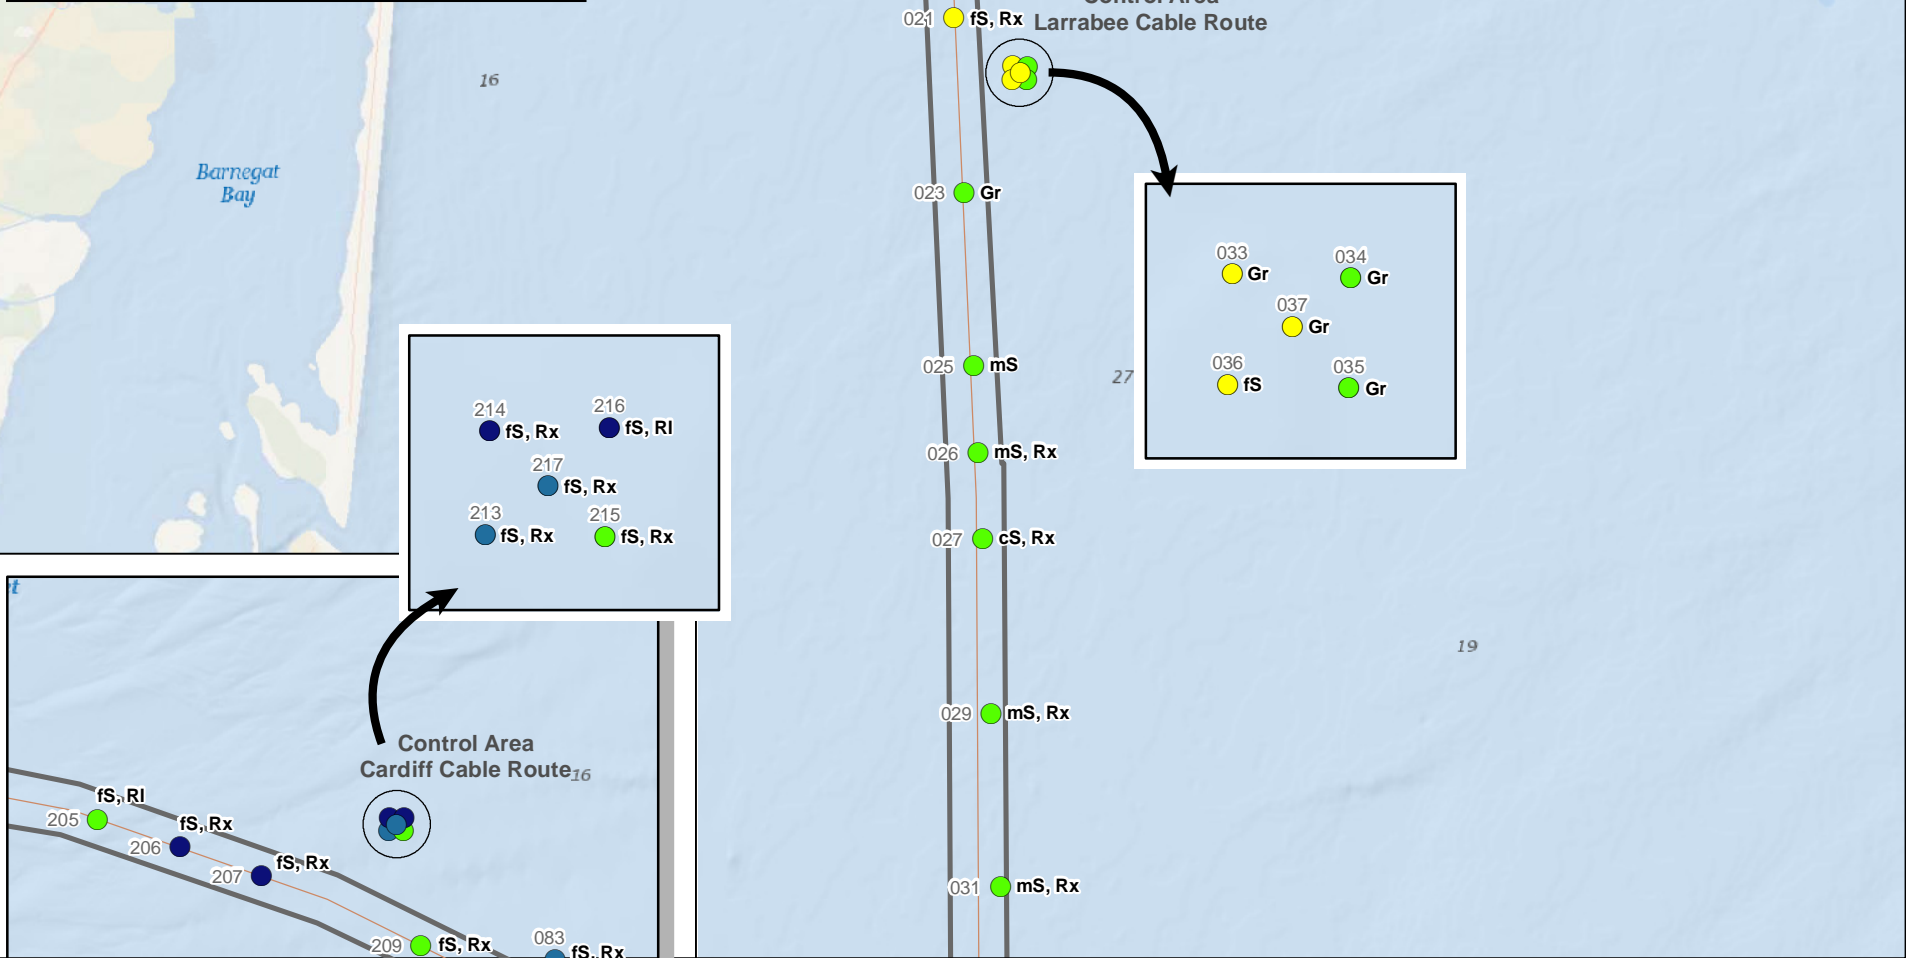 Larrabee Cable Route
021 fS, Rx
16
Barnegat
Bay
023 Gr
033
Gr
034
Gr
037
Gr
036
fS
035
Gr
025 mS
27
214
fS, Rx
216
fS, RI
217
fS, Rx
213
fS, Rx
215
fS, Rx
026 mS, Rx
027 cS, Rx
19
029 mS, Rx
031 mS, Rx
Control Area
Cardiff Cable Route
16
fS, RI
205
fS, Rx
206
fS, Rx
207
209 fS, Rx
083
fS, Rx